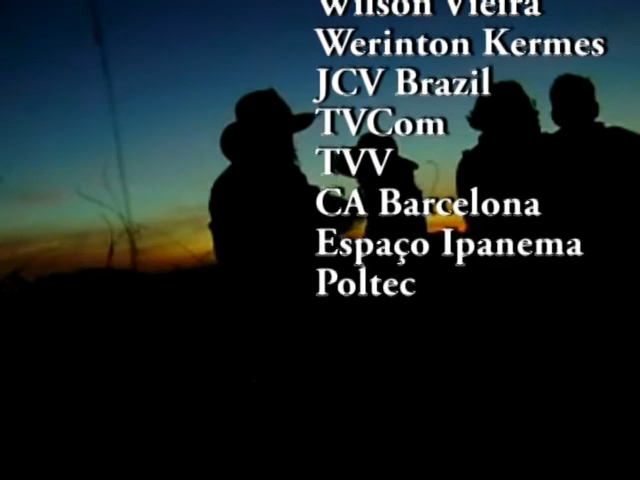 Wilson Vieira
Werinton Kermes
JCV Brazil
TVCom
TVV
CA Barcelona
Espaço Ipanema
Poltec